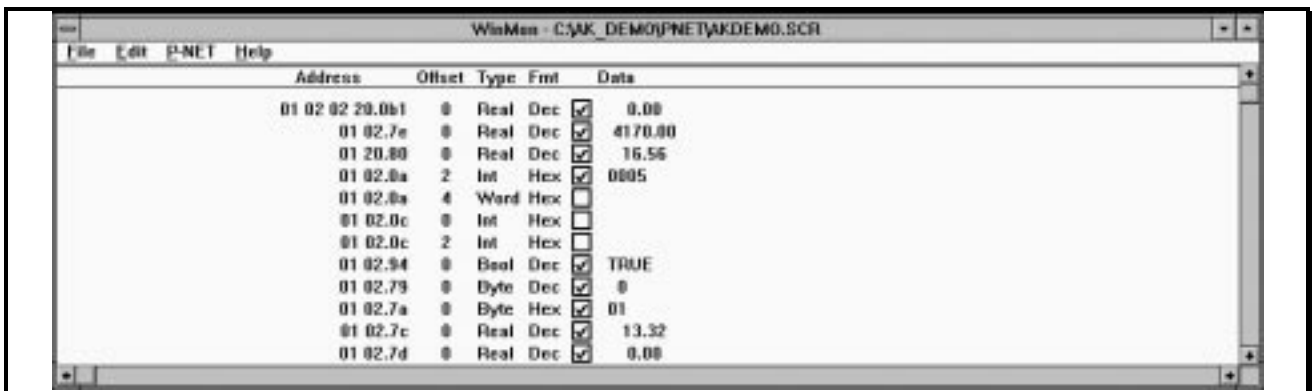 WinMon - C:\AK_DEMO\PNET\AKDEMO.SCR
File Edit P-NET Help
Address Offset Type Fmt Data
01 02 02 20.0b1 0 Real Dec 0.00
01 02.7e 0 Real Dec 4170.00
01 20.80 0 Real Dec 16.56
01 02.0a 2 Int Hex 0005
01 02.0a 4 Word Hex
01 02.0c 0 Int Hex
01 02.0c 2 Int Hex
01 02.94 0 Bool Dec TRUE
01 02.79 0 Byte Dec 0
01 02.7a 0 Byte Hex 01
01 02.7c 0 Real Dec 13.32
01 02.7d 0 Real Dec 0.00